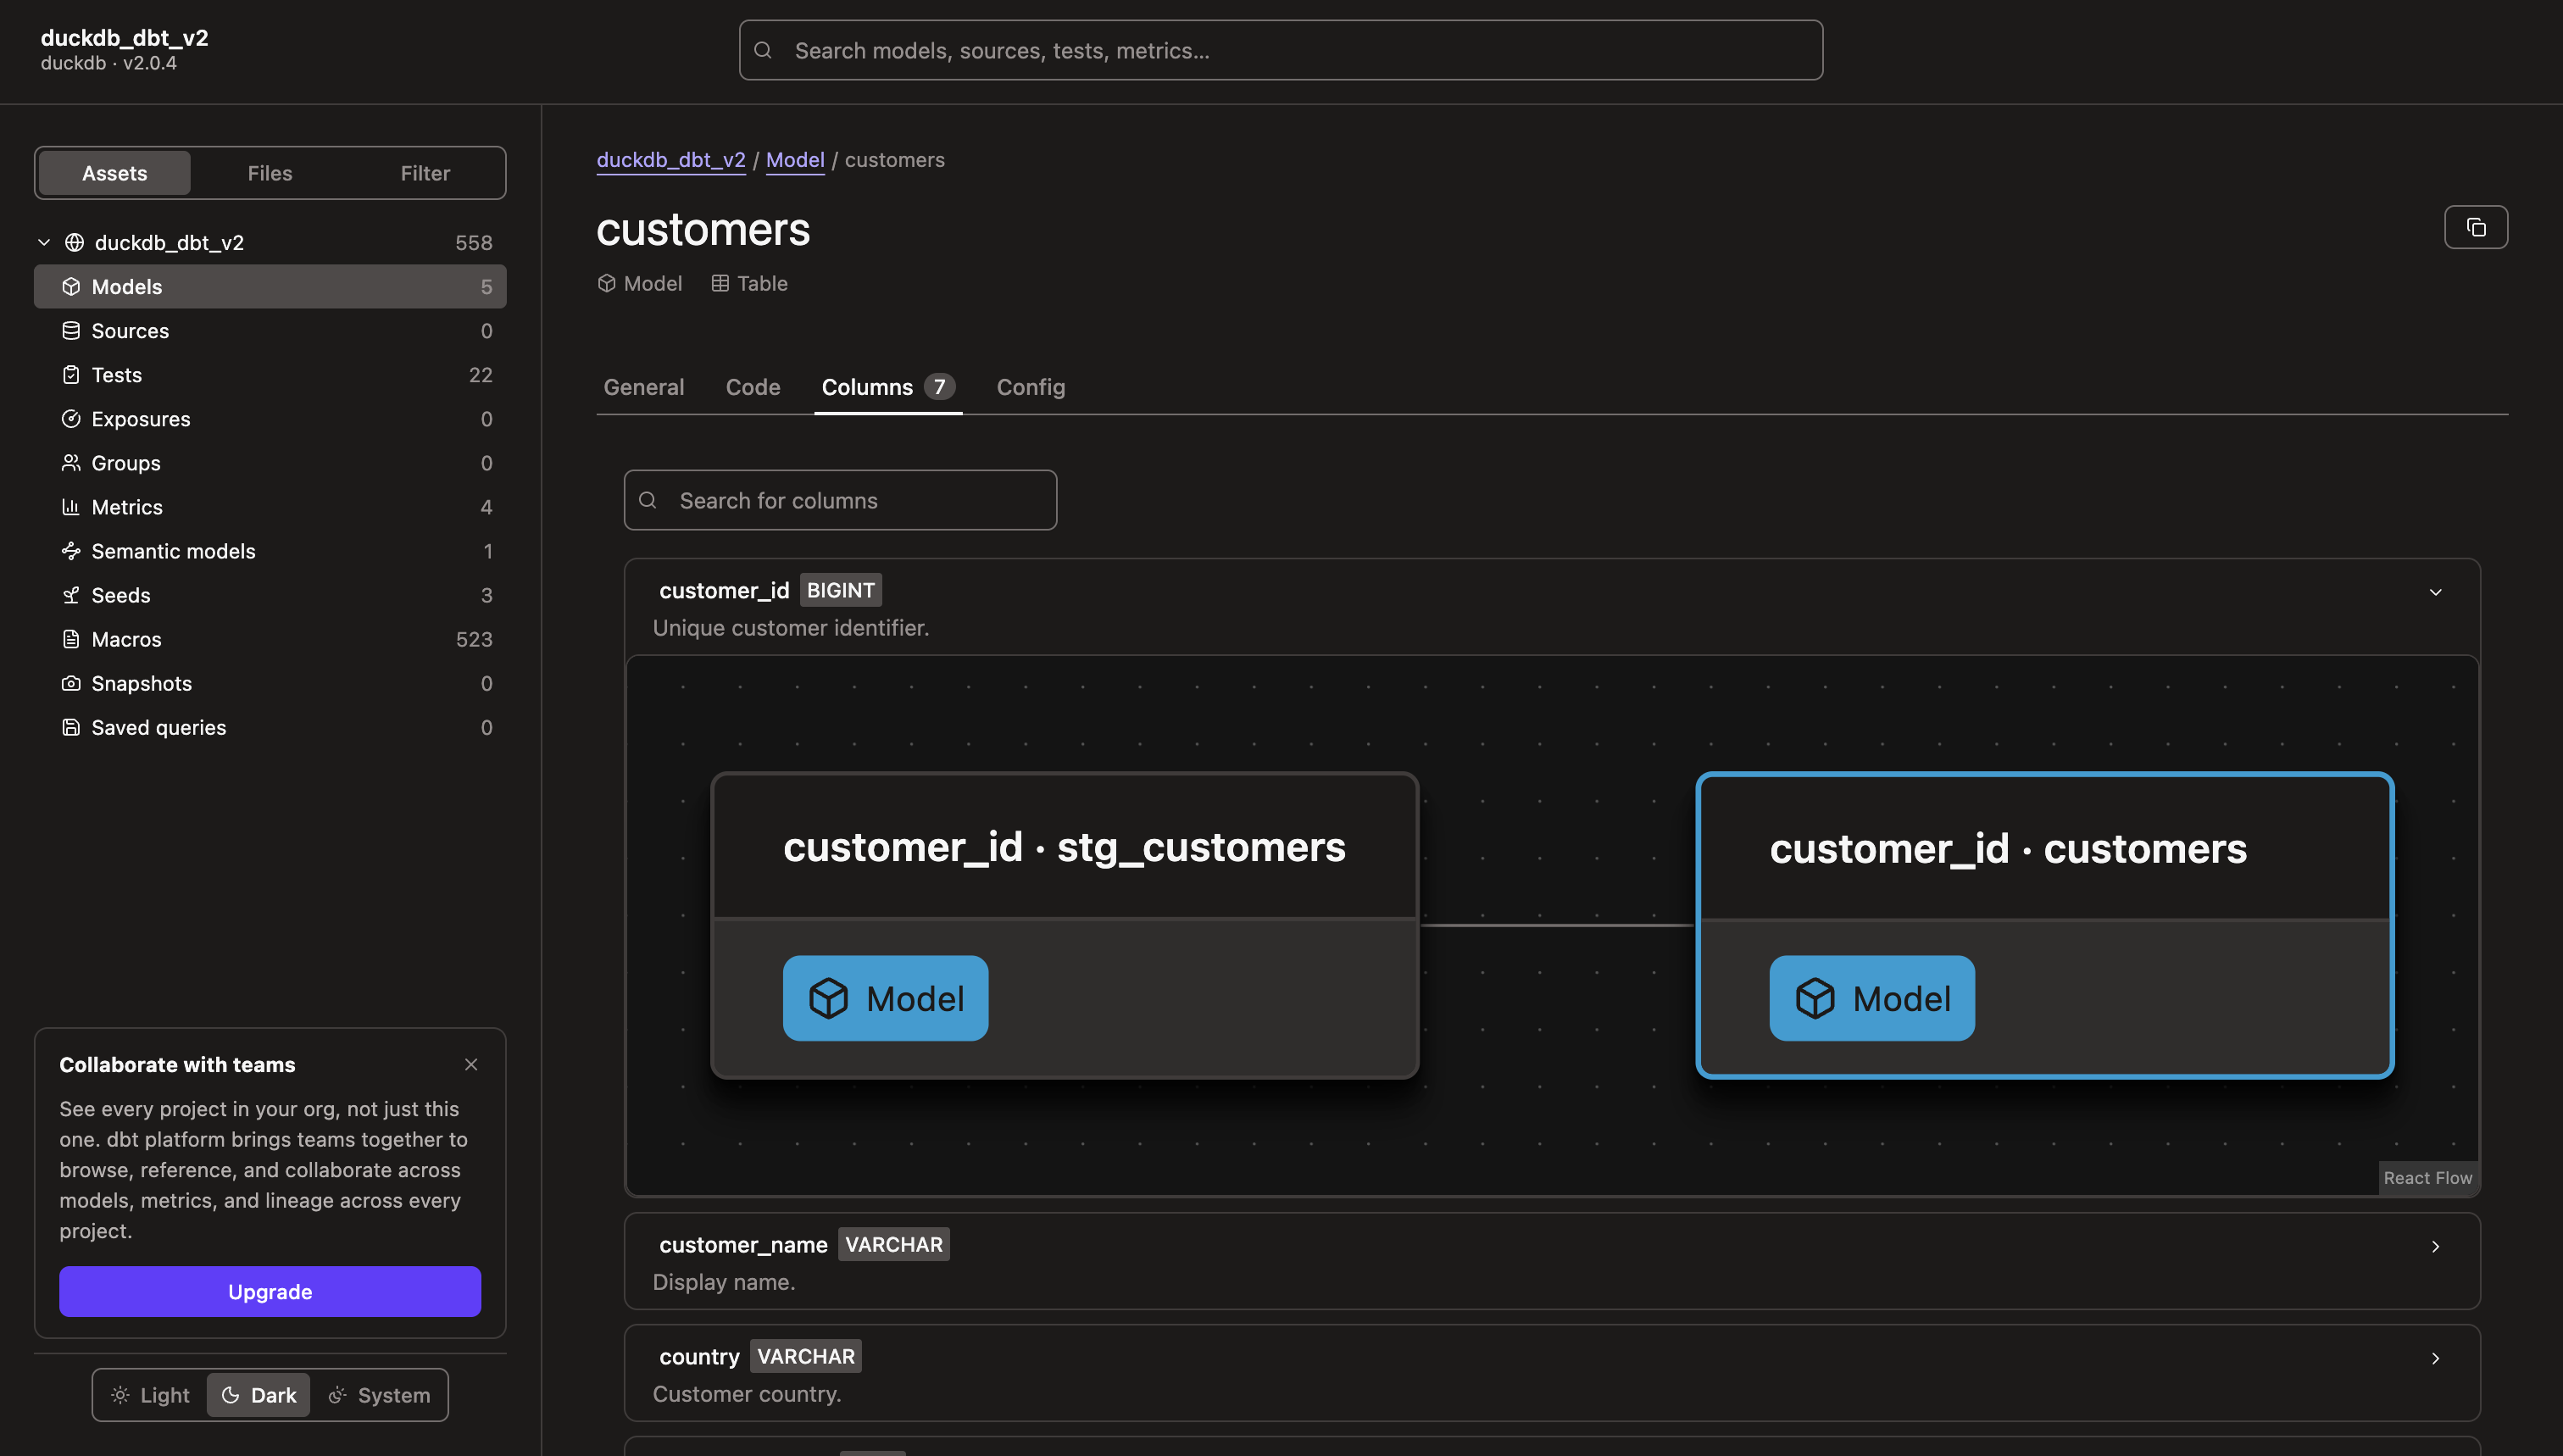 duckdb_dbt_v2
duckdb · v2.0.4
Search models, sources, tests, metrics...
Assets
Files
Filter
duckdb_dbt_v2 558
Models 5
Sources 0
Tests 22
Exposures 0
Groups 0
Metrics 4
Semantic models 1
Seeds 3
Macros 523
Snapshots 0
Saved queries 0
Collaborate with teams
See every project in your org, not just this
one. dbt platform brings teams together to
browse, reference, and collaborate across
models, metrics, and lineage across every
project.
Upgrade
Light
Dark
System
duckdb_dbt_v2 / Model / customers
customers
Model
Table
General
Code
Columns 7
Config
Search for columns
customer_id BIGINT
Unique customer identifier.
customer_id · stg_customers
Model
customer_id · customers
Model
React Flow
customer_name VARCHAR
Display name.
country VARCHAR
Customer country.